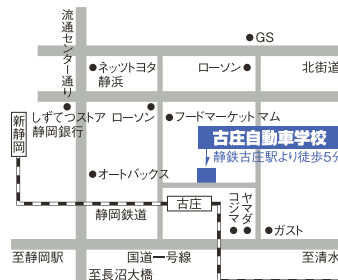 流通センター通り
●GS
●ネッツトヨタ
静浜
ローソン●
北街道
しずてつストア
静岡銀行
ローソン
●フードマーケット マム
新静岡
古庄自動車学校
静鉄古庄駅より徒歩5分
●オートバックス
古庄
静岡鉄道
コジマ
ヤマダ
●ガスト
至静岡駅
国道一号線
至清水
至長沼大橋